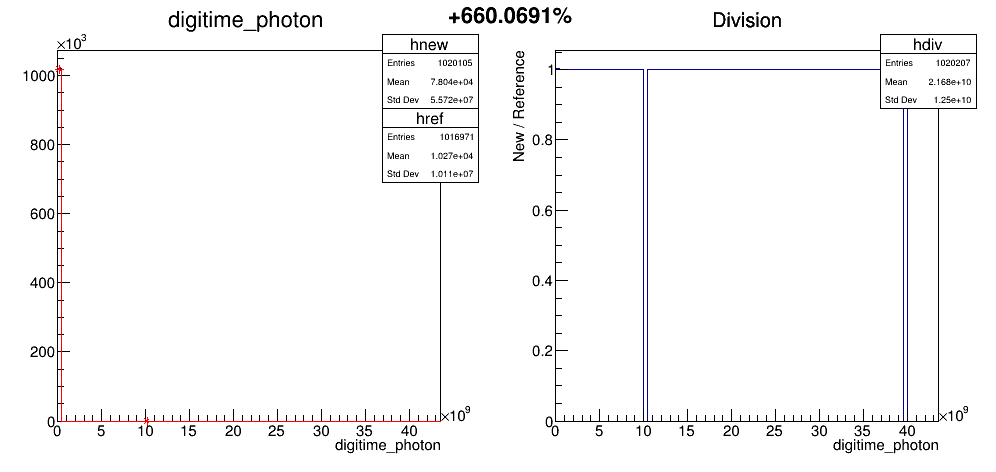 +660.0691%
digitime_photon
×10³
hnew
Entries 1020105
Mean 7.804e+04
Std Dev 5.572e+07
href
Entries 1016971
Mean 1.027e+04
Std Dev 1.011e+07
1000
800
600
400
200
0
0 5 10 15 20 25 30 35 40
×10⁹
digitime_photon
Division
hdiv
Entries 1020207
Mean 2.168e+10
Std Dev 1.25e+10
New / Reference
1
0.8
0.6
0.4
0.2
0
0 5 10 15 20 25 30 35 40
×10⁹
digitime_photon